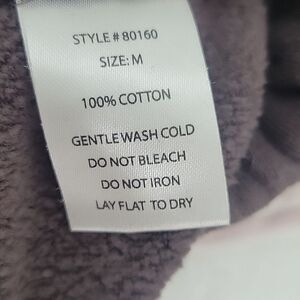 STYLE # 80160
SIZE: M
100% COTTON
GENTLE WASH COLD
DO NOT BLEACH
DO NOT IRON
LAY FLAT TO DRY